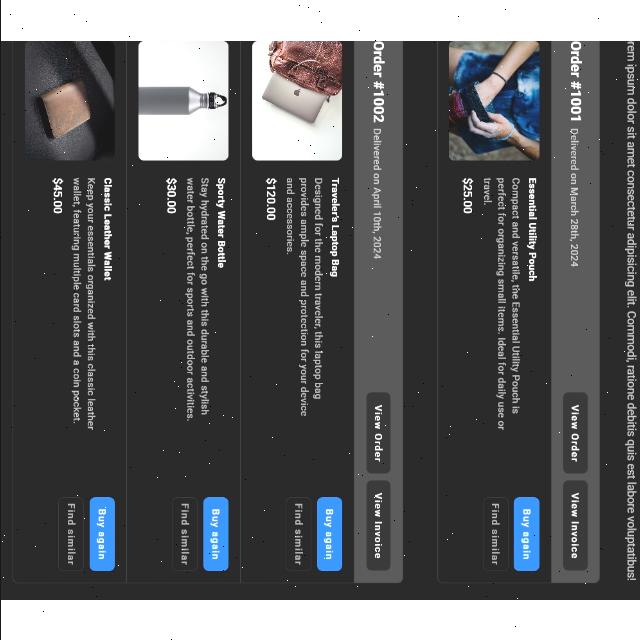 rem ipsum dolor sit amet consectetur adipisicing elit. Commodi, ratione debitis quis est labore voluptatibus!
Order #1001 Delivered on March 28th, 2024
View Order
View Invoice
Essential Utility Pouch
Compact and versatile, the Essential Utility Pouch is
perfect for organizing small items. Ideal for daily use or
travel.
$25.00
Buy again
Find similar
Order #1002 Delivered on April 10th, 2024
View Order
View Invoice
Traveler's Laptop Bag
Designed for the modern traveler, this laptop bag
provides ample space and protection for your device
and accessories.
$120.00
Buy again
Find similar
Sporty Water Bottle
Stay hydrated on the go with this durable and stylish
water bottle, perfect for sports and outdoor activities.
$30.00
Buy again
Find similar
Classic Leather Wallet
Keep your essentials organized with this classic leather
wallet, featuring multiple card slots and a coin pocket.
$45.00
Buy again
Find similar